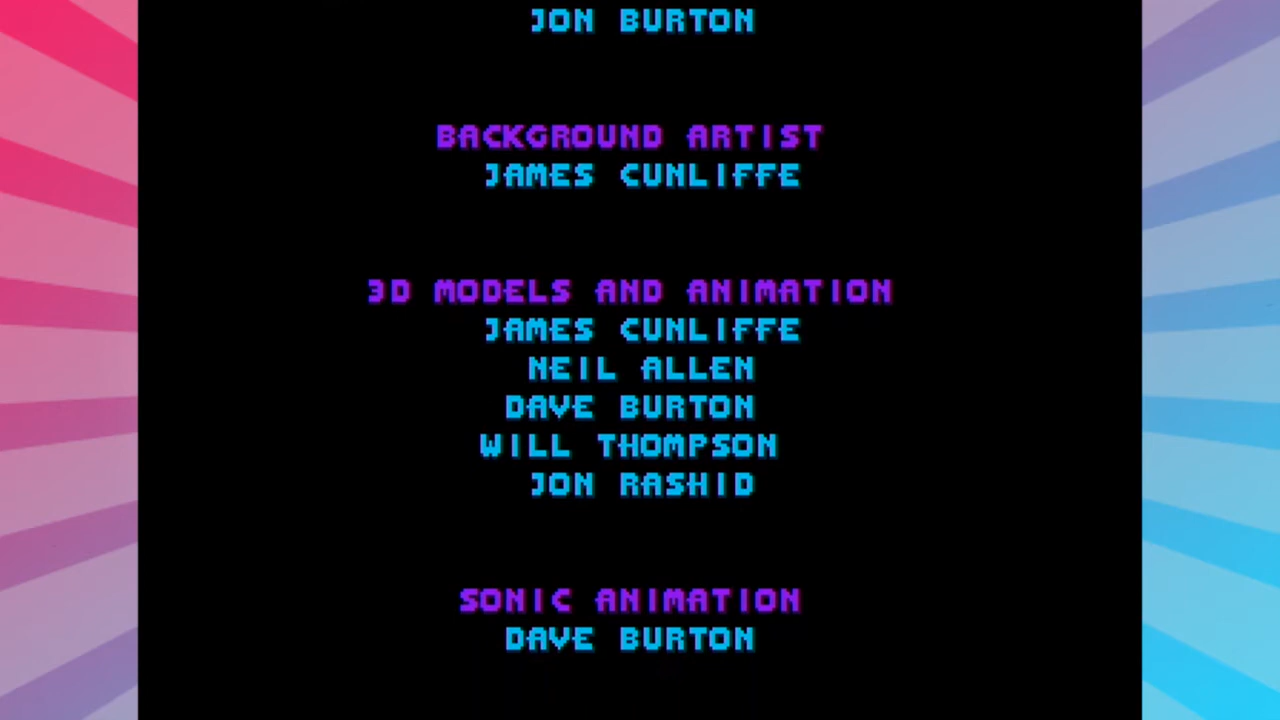 JON BURTON
BACKGROUND ARTIST
JAMES CUNLIFFE
3D MODELS AND ANIMATION
JAMES CUNLIFFE
NEIL ALLEN
DAVE BURTON
WILL THOMPSON
JON RASHID
SONIC ANIMATION
DAVE BURTON